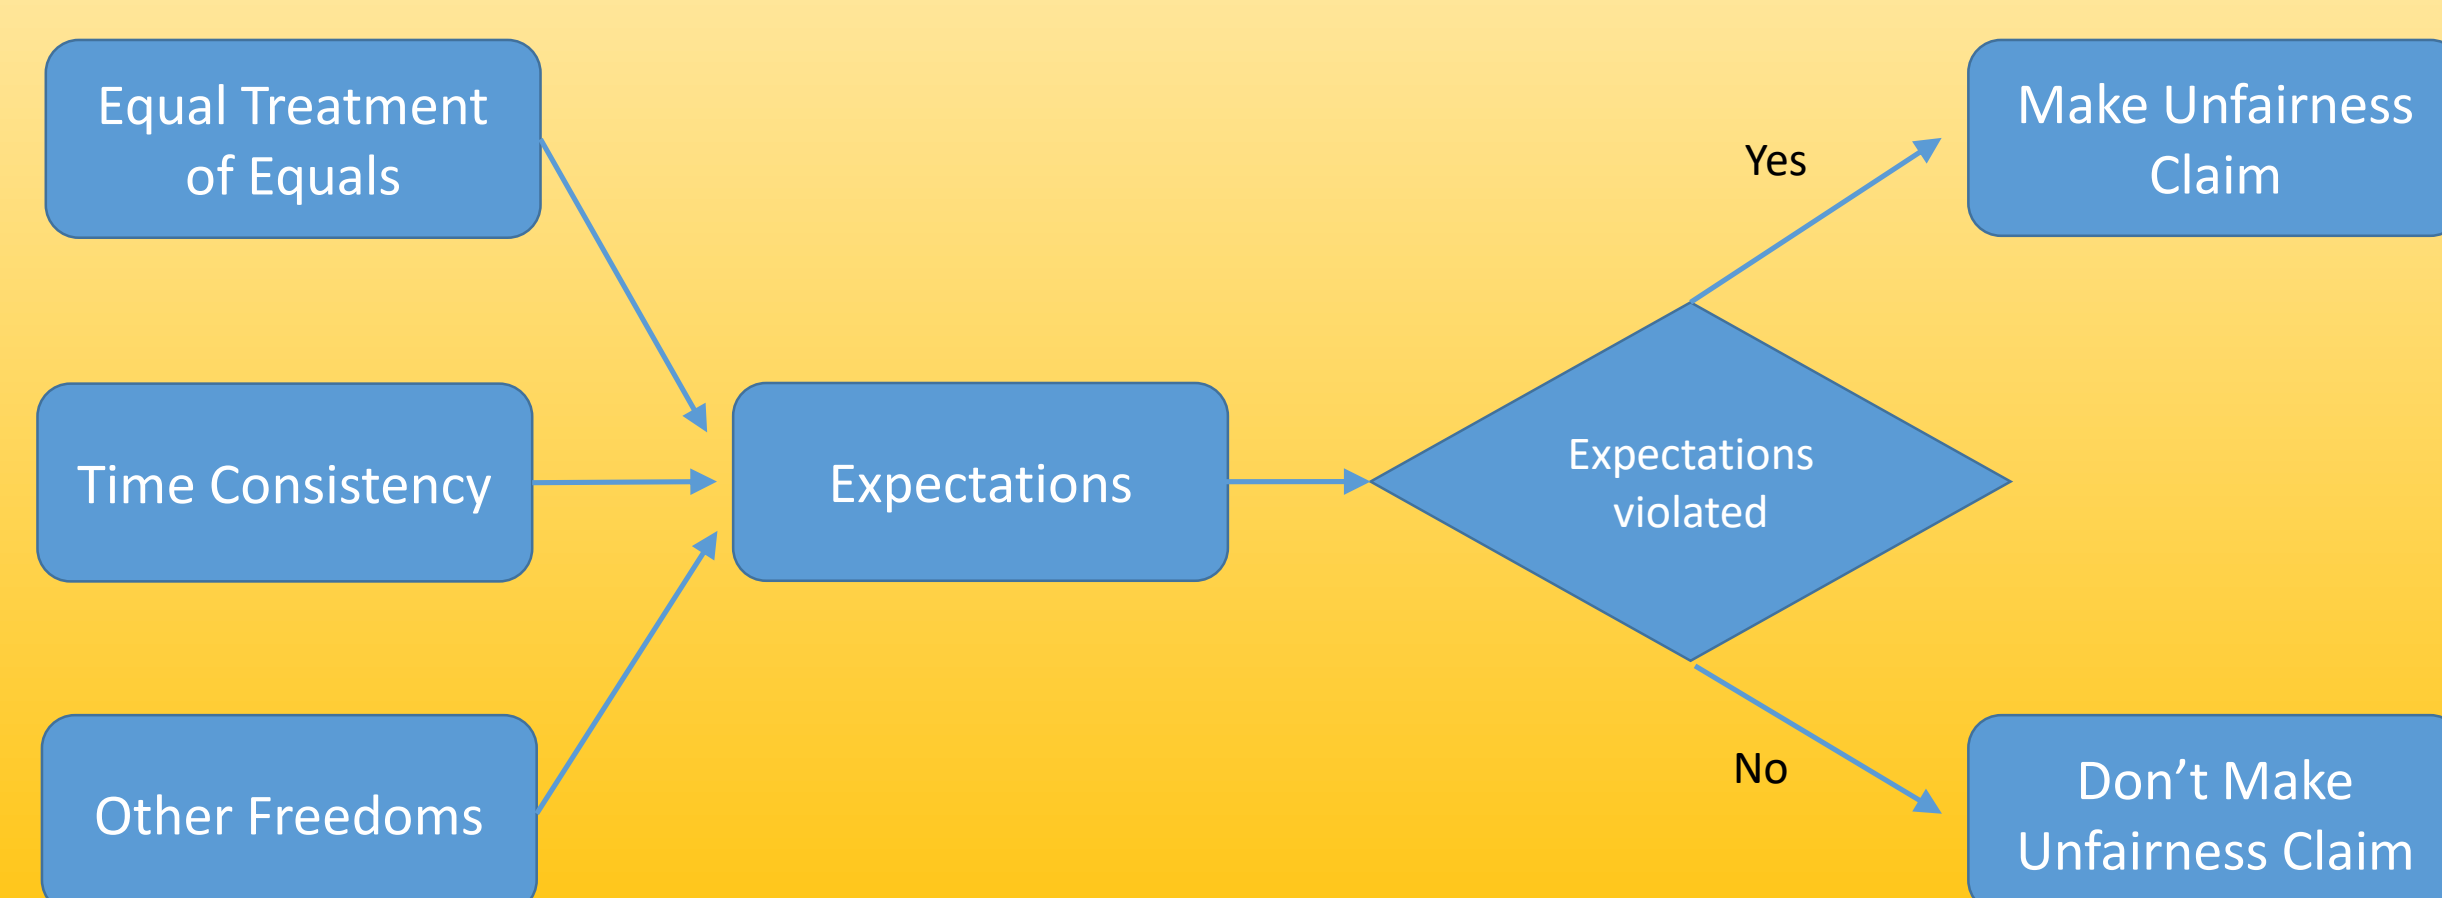 Equal Treatment
of Equals
Time Consistency
Other Freedoms
Expectations
Expectations
violated
Yes
No
Make Unfairness
Claim
Don’t Make
Unfairness Claim